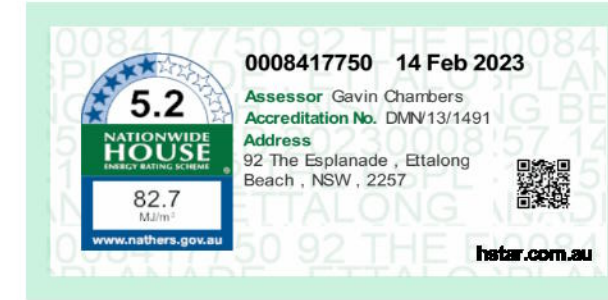 5.2
NATIONWIDE
HOUSE
ENERGY RATING SCHEME
®
82.7
MJ/m²
www.nathers.gov.au
0008417750 14 Feb 2023
Assessor Gavin Chambers
Accreditation No. DMN/13/1491
Address
92 The Esplanade , Ettalong
Beach , NSW , 2257
hstar.com.au